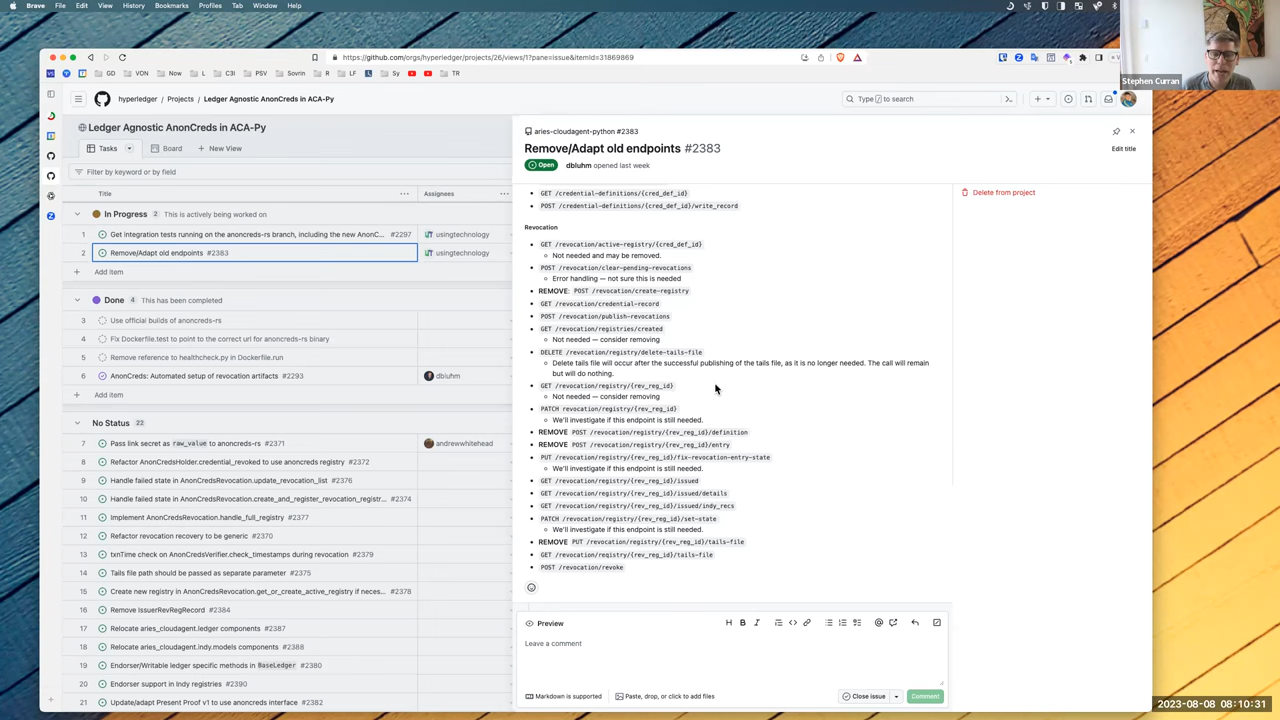 Brave File Edit View History Bookmarks Profiles Tab Window Help
https://github.com/orgs/hyperledger/projects/26/views/1?pane=issue&itemId=31869869
GD VON Now L C3I PSV Sovrin R LF Sy TR
Stephen Curran
hyperledger / Projects / Ledger Agnostic AnonCreds in ACA-Py
Type / to search
Ledger Agnostic AnonCreds in ACA-Py
Tasks Board New View
Filter by keyword or by field
Title Assignees
In Progress 2 This is actively being worked on
1 Get integration tests running on the anoncreds-rs branch, including the new AnonC... #2297 usingtechnology
2 Remove/Adapt old endpoints #2383 usingtechnology
Add item
Done 4 This has been completed
3 Use official builds of anoncreds-rs
4 Fix Dockerfile.test to point to the correct url for anoncreds-rs binary
5 Remove reference to healthcheck.py in Dockerfile.run
6 AnonCreds: Automated setup of revocation artifacts #2293 dbluhm
Add item
No Status 22
7 Pass link secret as raw_value to anoncreds-rs #2371 andrewwhitehead
8 Refactor AnonCredsHolder.credential_revoked to use anoncreds registry #2372
9 Handle failed state in AnonCredsRevocation.update_revocation_list #2376
10 Handle failed state in AnonCredsRevocation.create_and_register_revocation_registr... #2374
11 Implement AnonCredsRevocation.handle_full_registry #2377
12 Refactor revocation recovery to be generic #2370
13 txnTime check on AnonCredsVerifier.check_timestamps during revocation #2379
14 Tails file path should be passed as separate parameter #2375
15 Create new registry in AnonCredsRevocation.get_or_create_active_registry if neces... #2378
16 Remove IssuerRevRegRecord #2384
17 Relocate aries_cloudagent.ledger components #2387
18 Relocate aries_cloudagent.indy.models components #2388
19 Endorser/Writable ledger specific methods in BaseLedger #2380
20 Endorser support in Indy registries #2390
21 Update/adapt Present Proof v1 to use anoncreds interface #2382
aries-cloudagent-python #2383
Remove/Adapt old endpoints #2383
Edit title
Open dbluhm opened last week
Delete from project
GET /credential-definitions/{cred_def_id}
POST /credential-definitions/{cred_def_id}/write_record
Revocation
GET /revocation/active-registry/{cred_def_id}
Not needed and may be removed.
POST /revocation/clear-pending-revocations
Error handling — not sure this is needed
REMOVE: POST /revocation/create-registry
GET /revocation/credential-record
POST /revocation/publish-revocations
GET /revocation/registries/created
Not needed — consider removing
DELETE /revocation/registry/delete-tails-file
Delete tails file will occur after the successful publishing of the tails file, as it is no longer needed. The call will remain
but will do nothing.
GET /revocation/registry/{rev_reg_id}
Not needed — consider removing
PATCH revocation/registry/{rev_reg_id}
We'll investigate if this endpoint is still needed.
REMOVE POST /revocation/registry/{rev_reg_id}/definition
REMOVE POST /revocation/registry/{rev_reg_id}/entry
PUT /revocation/registry/{rev_reg_id}/fix-revocation-entry-state
We'll investigate if this endpoint is still needed.
GET /revocation/registry/{rev_reg_id}/issued
GET /revocation/registry/{rev_reg_id}/issued/details
GET /revocation/registry/{rev_reg_id}/issued/indy_recs
PATCH /revocation/registry/{rev_reg_id}/set-state
We'll investigate if this endpoint is still needed.
REMOVE PUT /revocation/registry/{rev_reg_id}/tails-file
GET /revocation/registry/{rev_reg_id}/tails-file
POST /revocation/revoke
Preview
Leave a comment
Markdown is supported Paste, drop, or click to add files Close issue Comment
2023-08-08 08:10:31